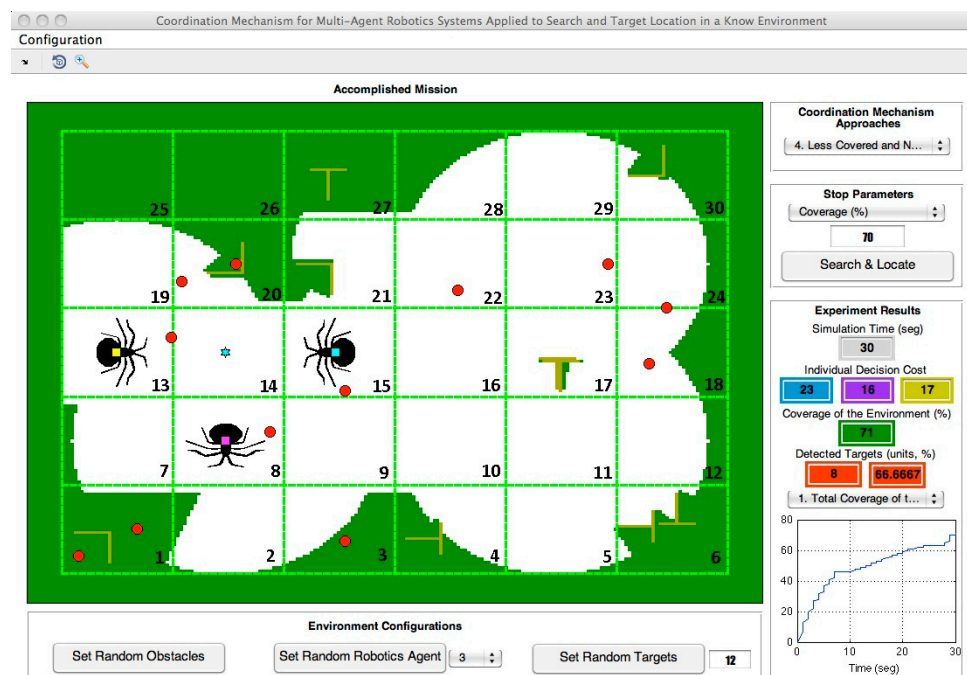 Coordination Mechanism for Multi-Agent Robotics Systems Applied to Search and Target Location in a Know Environment
Configuration
Accomplished Mission
25 26 27 28 29 30
19 20 21 22 23 24
13 14 15 16 17 18
7 8 9 10 11 12
1 2 3 4 5 6
Coordination Mechanism
Approaches
4. Less Covered and N...
Stop Parameters
Coverage (%)
70
Search & Locate
Experiment Results
Simulation Time (seg)
30
Individual Decision Cost
23 16 17
Coverage of the Environment (%)
71
Detected Targets (units, %)
8 66.6667
1. Total Coverage of t...
80
60
40
20
0
0 10 20 30
Time (seg)
Environment Configurations
Set Random Obstacles
Set Random Robotics Agent 3
Set Random Targets 12